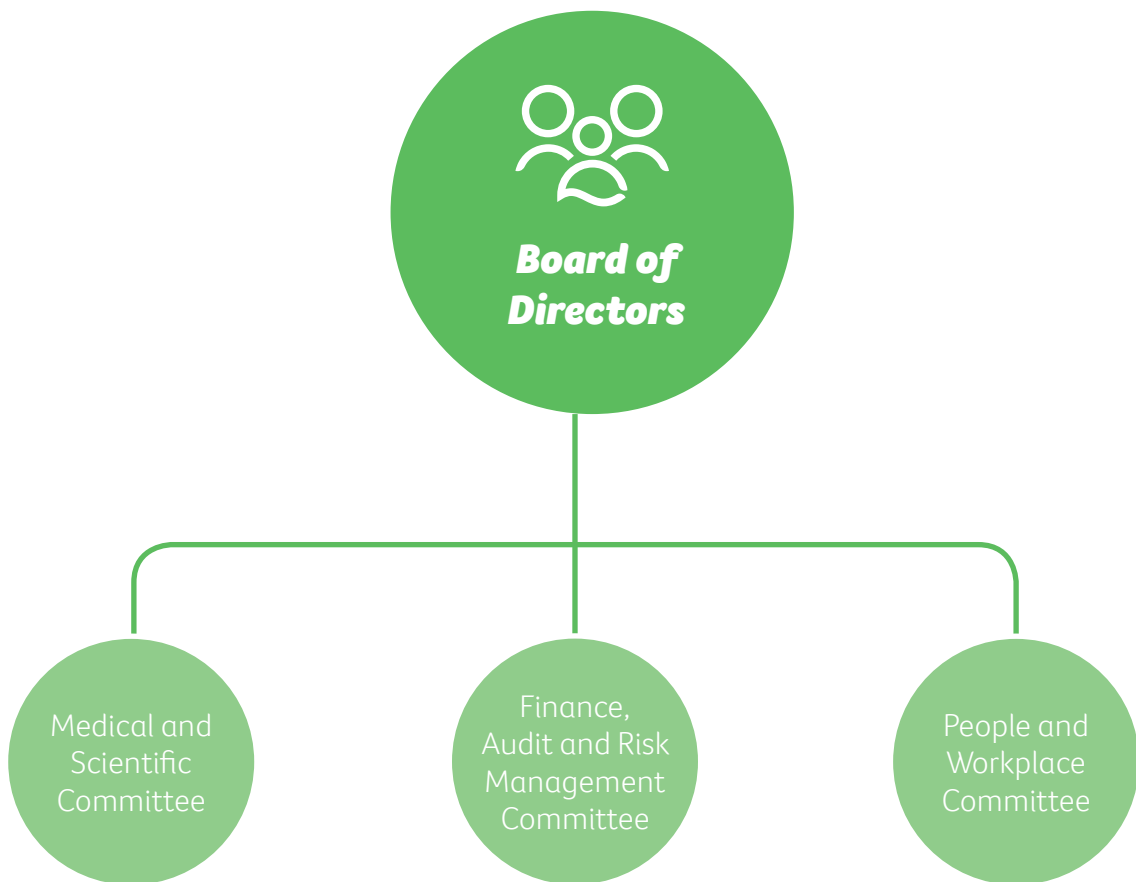 Board of
Directors
Medical and
Scientific
Committee
Finance,
Audit and Risk
Management
Committee
People and
Workplace
Committee